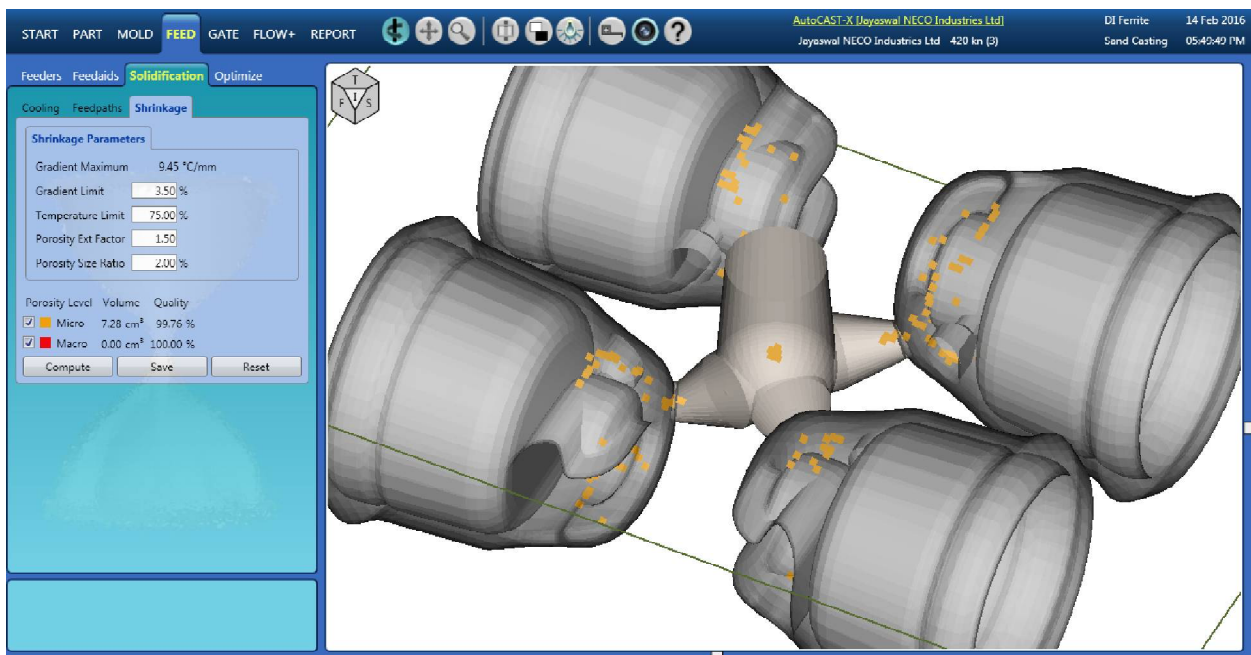 START PART MOLD FEED GATE FLOW+ REPORT
AutoCAST-X [Jayaswal NECO Industries Ltd]
Jayaswal NECO Industries Ltd 420 kn (3)
DI Ferrite 14 Feb 2016
Sand Casting 05:49:49 PM
Feeders Feedaids Solidification Optimize
Cooling Feedpaths Shrinkage
Shrinkage Parameters
Gradient Maximum 9.45 °C/mm
Gradient Limit 3.50 %
Temperature Limit 75.00 %
Porosity Ext Factor 1.50
Porosity Size Ratio 2.00 %
Porosity Level Volume Quality
Micro 7.28 cm³ 99.76 %
Macro 0.00 cm³ 100.00 %
Compute Save Reset
T
F I S